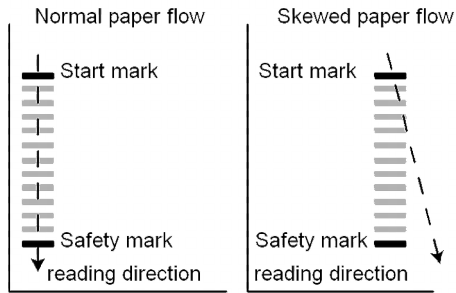 Normal paper flow
Start mark
Safety mark
reading direction
Skewed paper flow
Start mark
Safety mark
reading direction